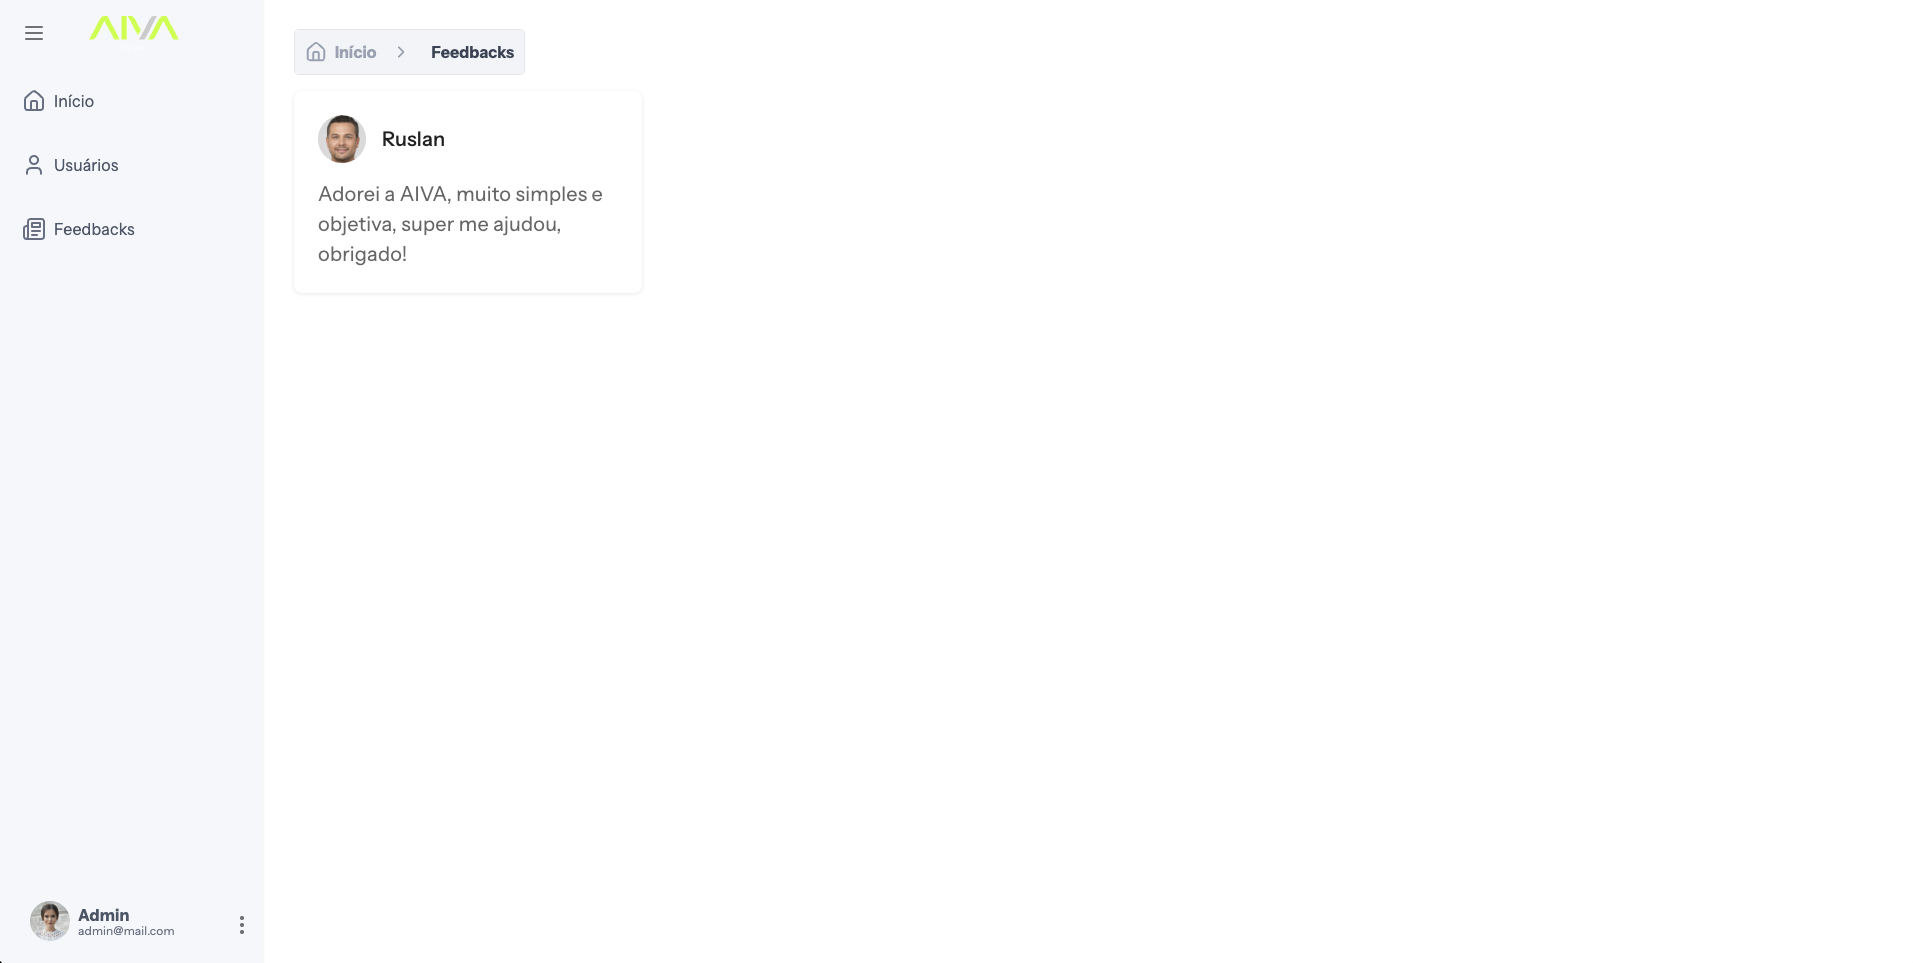 AIVA
Início
Usuários
Feedbacks
Início > Feedbacks
Ruslan
Adorei a AIVA, muito simples e
objetiva, super me ajudou,
obrigado!
Admin
admin@mail.com